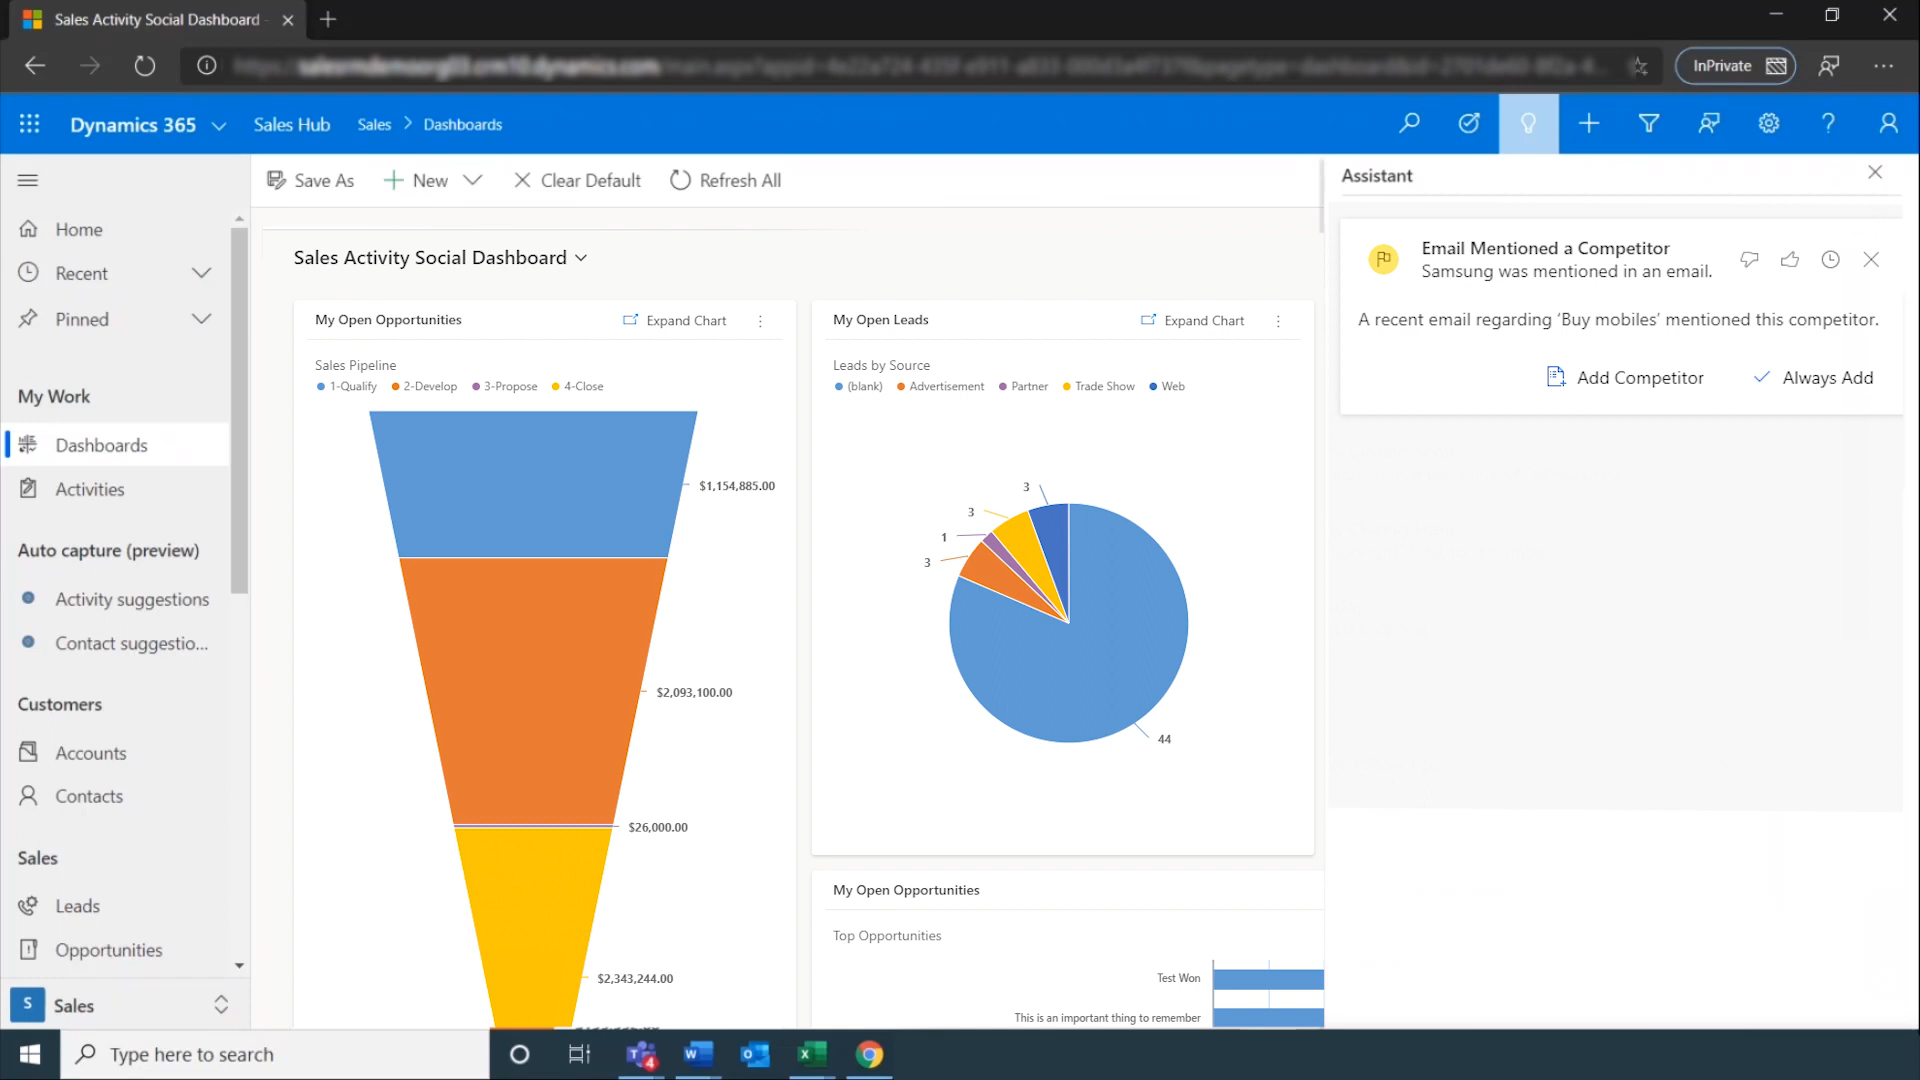 Sales Activity Social Dashboard -
InPrivate
Dynamics 365
Sales Hub
Sales > Dashboards
Save As
New
Clear Default
Refresh All
Home
Recent
Pinned
My Work
Dashboards
Activities
Auto capture (preview)
Activity suggestions
Contact suggestio...
Customers
Accounts
Contacts
Sales
Leads
Opportunities
S Sales
Sales Activity Social Dashboard
My Open Opportunities
Expand Chart
Sales Pipeline
1-Qualify 2-Develop 3-Propose 4-Close
$1,154,885.00
$2,093,100.00
$26,000.00
$2,343,244.00
My Open Leads
Expand Chart
Leads by Source
(blank) Advertisement Partner Trade Show Web
3
3
1
3
44
My Open Opportunities
Top Opportunities
Test Won
This is an important thing to remember
Assistant
Email Mentioned a Competitor
Samsung was mentioned in an email.
A recent email regarding ‘Buy mobiles’ mentioned this competitor.
Add Competitor
Always Add
Type here to search
4